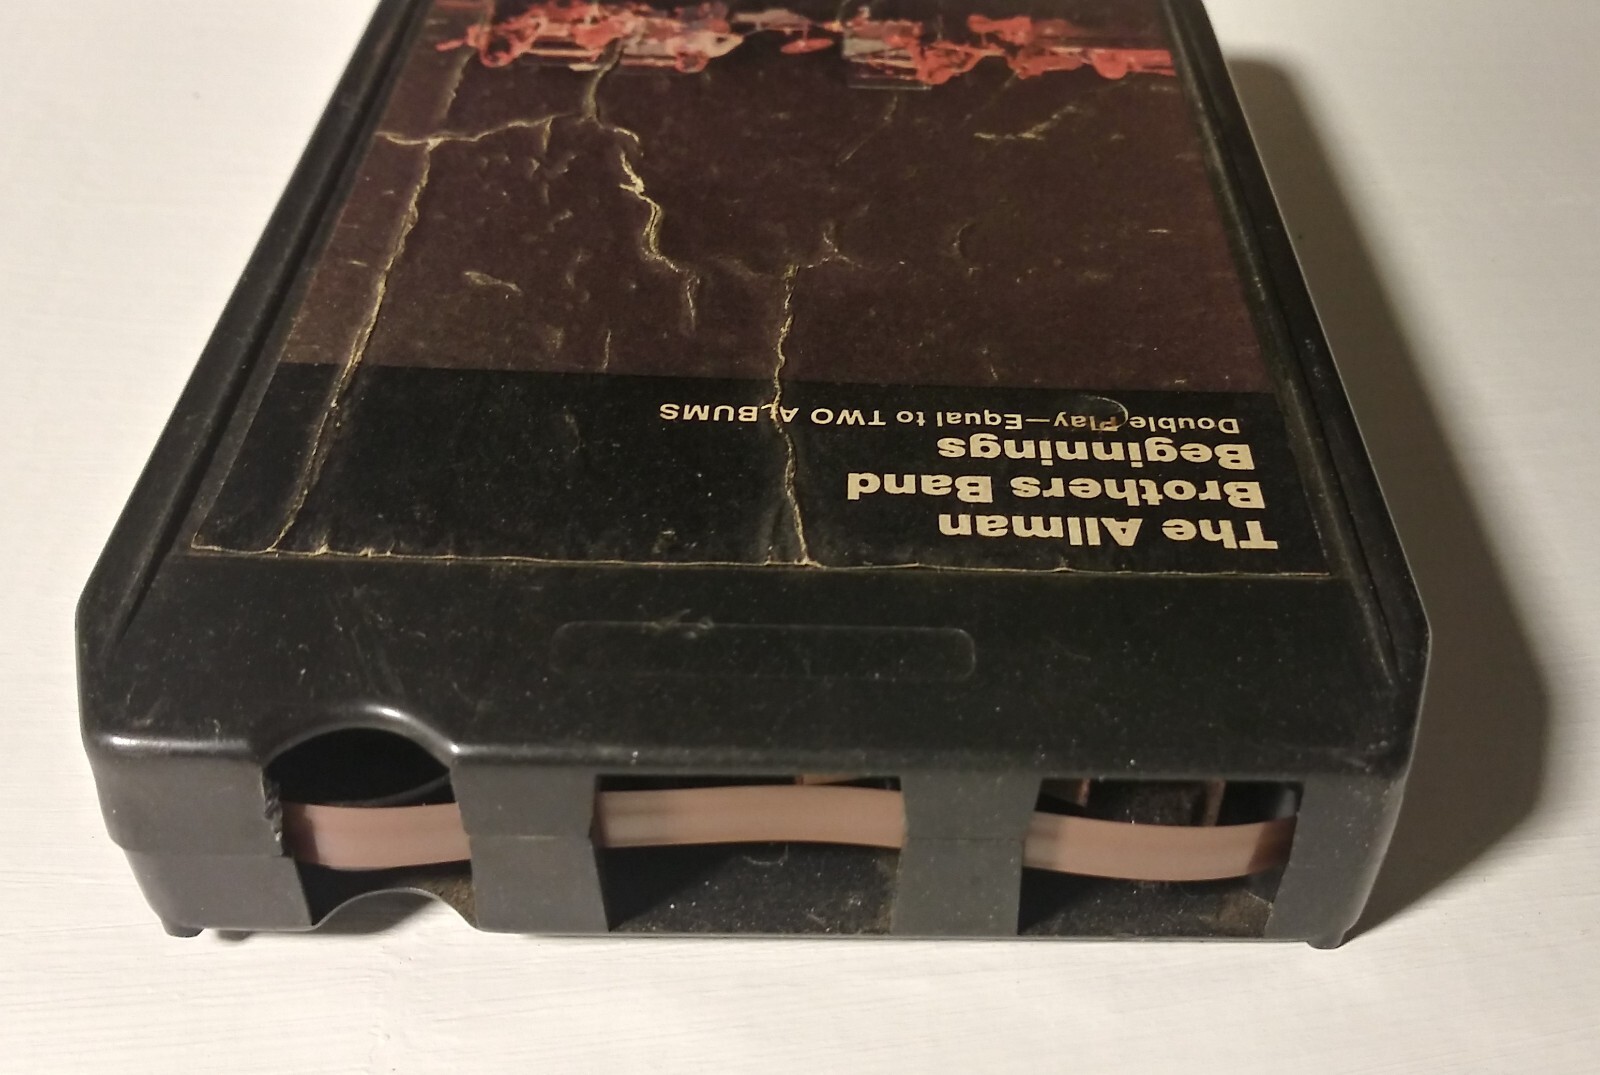 The Allman
Brothers Band
Beginnings
Double Play—Equal to TWO ALBUMS